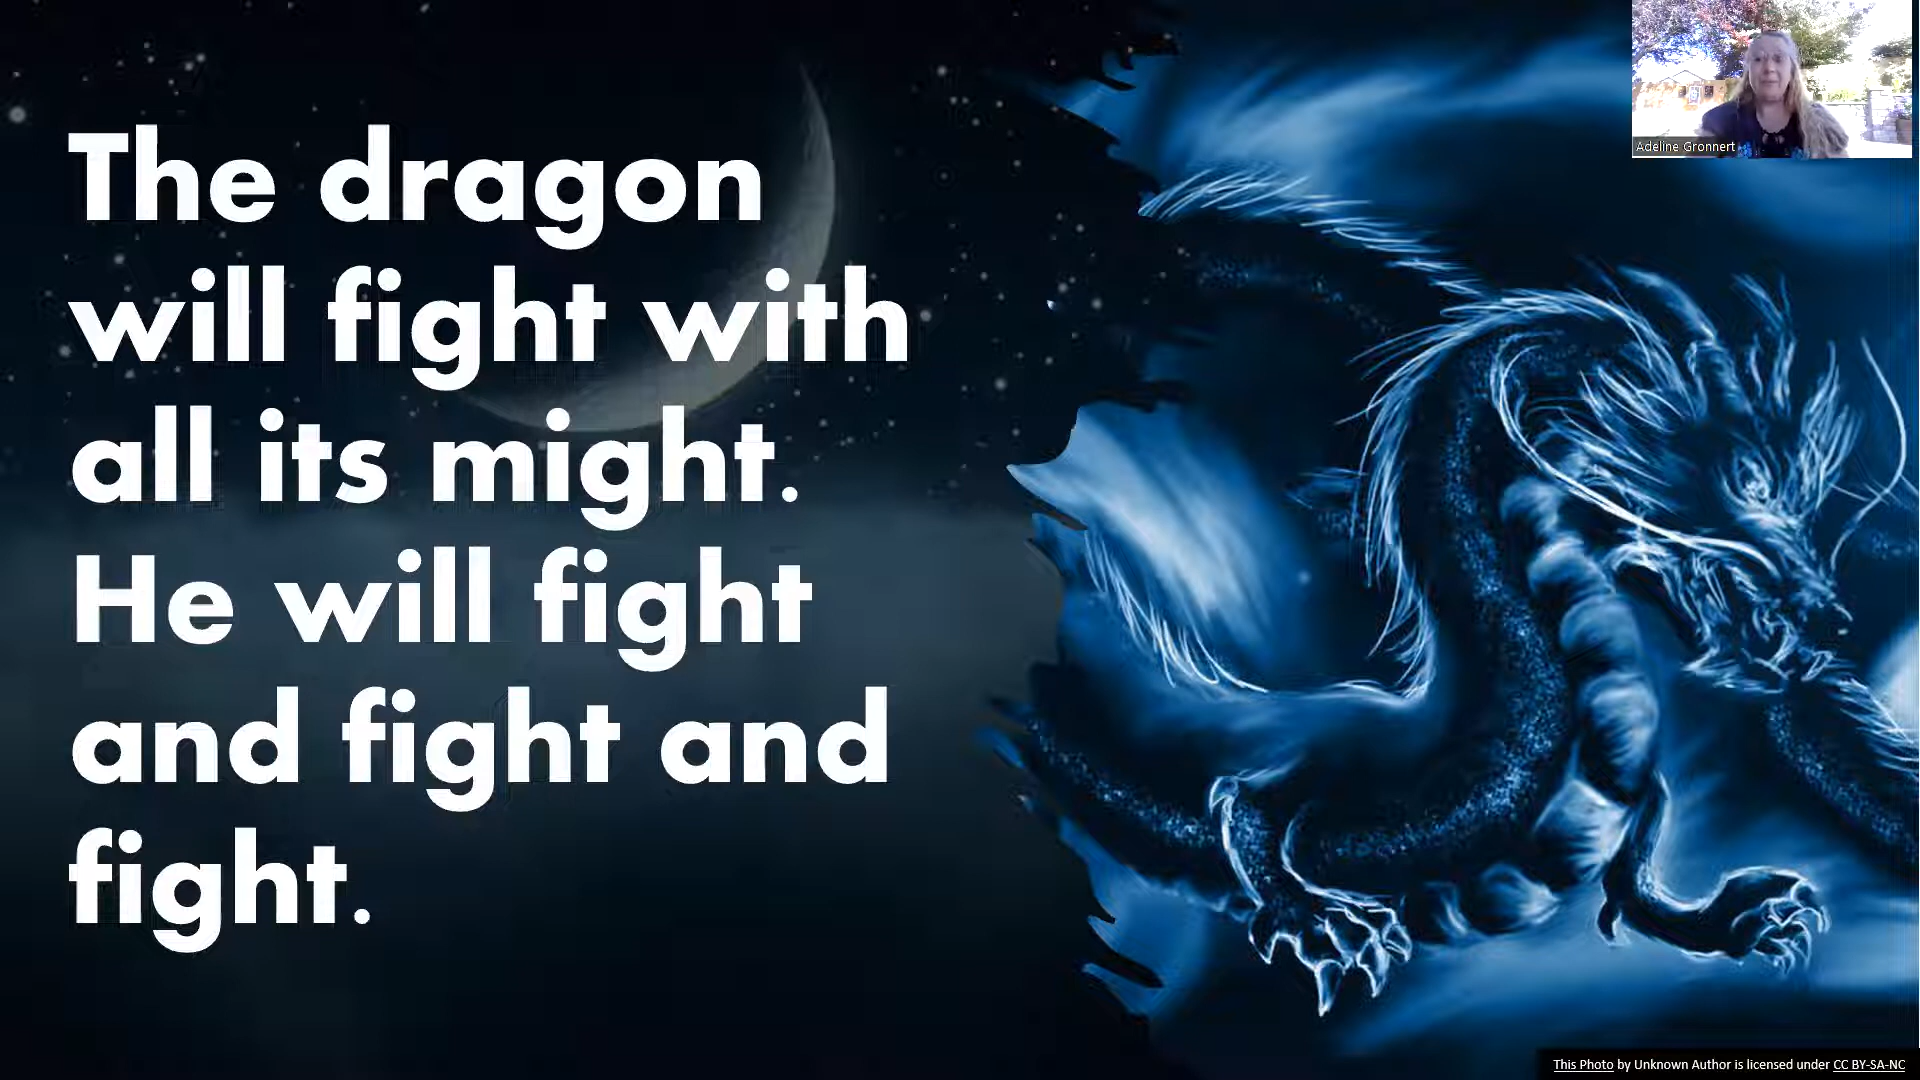 The dragon
will fight with
all its might.
He will fight
and fight and
fight.
Adeline Gronnert
This Photo by Unknown Author is licensed under CC BY-SA-NC